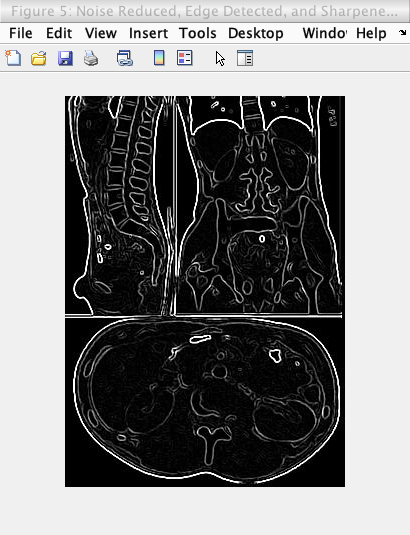 Figure 5: Noise Reduced, Edge Detected, and Sharpene...
File Edit View Insert Tools Desktop Windo Help